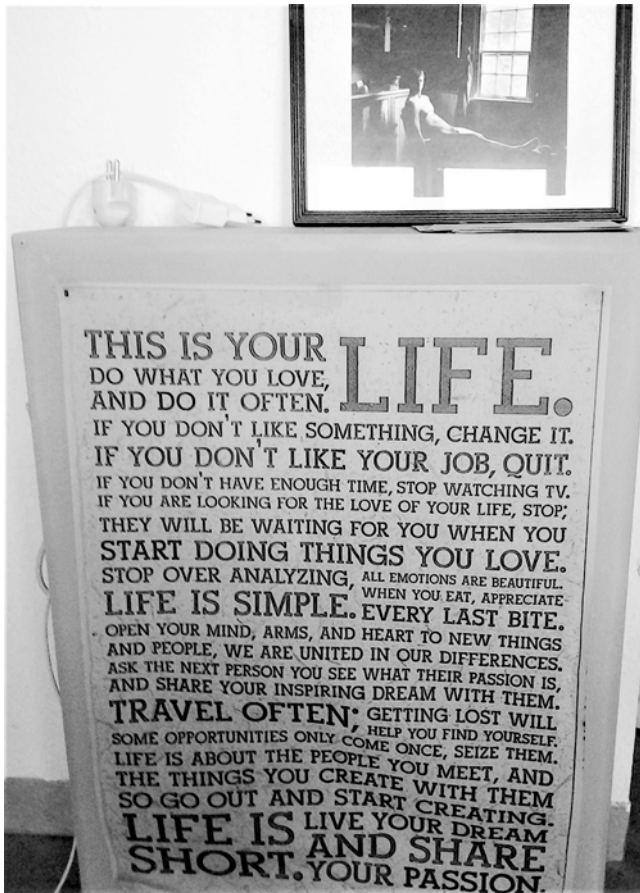 THIS IS YOUR LIFE.
DO WHAT YOU LOVE,
AND DO IT OFTEN.
IF YOU DON'T LIKE SOMETHING, CHANGE IT.
IF YOU DON'T LIKE YOUR JOB, QUIT.
IF YOU DON'T HAVE ENOUGH TIME, STOP WATCHING TV.
IF YOU ARE LOOKING FOR THE LOVE OF YOUR LIFE, STOP;
THEY WILL BE WAITING FOR YOU WHEN YOU
START DOING THINGS YOU LOVE.
STOP OVER ANALYZING,
LIFE IS SIMPLE.
ALL EMOTIONS ARE BEAUTIFUL.
WHEN YOU EAT, APPRECIATE
EVERY LAST BITE.
OPEN YOUR MIND, ARMS, AND HEART TO NEW THINGS
AND PEOPLE, WE ARE UNITED IN OUR DIFFERENCES.
ASK THE NEXT PERSON YOU SEE WHAT THEIR PASSION IS,
AND SHARE YOUR INSPIRING DREAM WITH THEM.
TRAVEL OFTEN;
GETTING LOST WILL
HELP YOU FIND YOURSELF.
SOME OPPORTUNITIES ONLY COME ONCE, SEIZE THEM.
LIFE IS ABOUT THE PEOPLE YOU MEET, AND
THE THINGS YOU CREATE WITH THEM
SO GO OUT AND START CREATING.
LIFE IS
SHORT.
LIVE YOUR DREAM
AND SHARE
YOUR PASSION